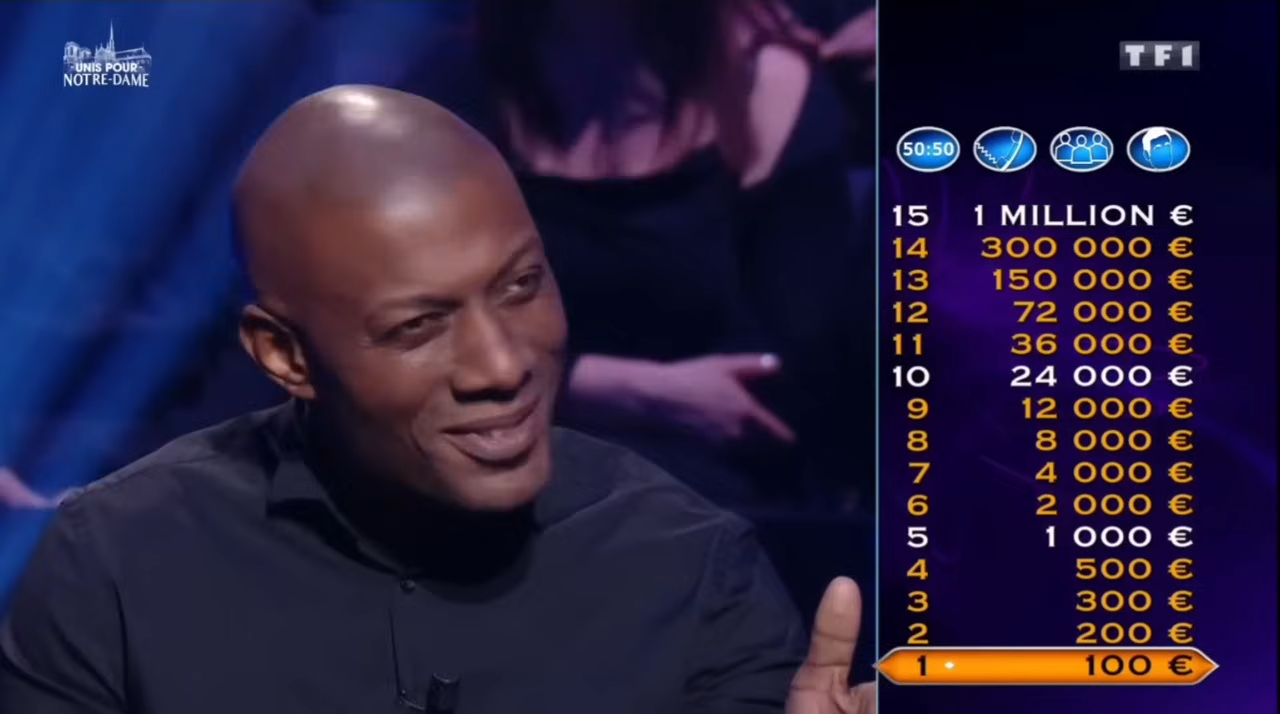 UNIS POUR
NOTRE-DAME
TF1
50:50
15 1 MILLION €
14 300 000 €
13 150 000 €
12 72 000 €
11 36 000 €
10 24 000 €
9 12 000 €
8 8 000 €
7 4 000 €
6 2 000 €
5 1 000 €
4 500 €
3 300 €
2 200 €
1 100 €